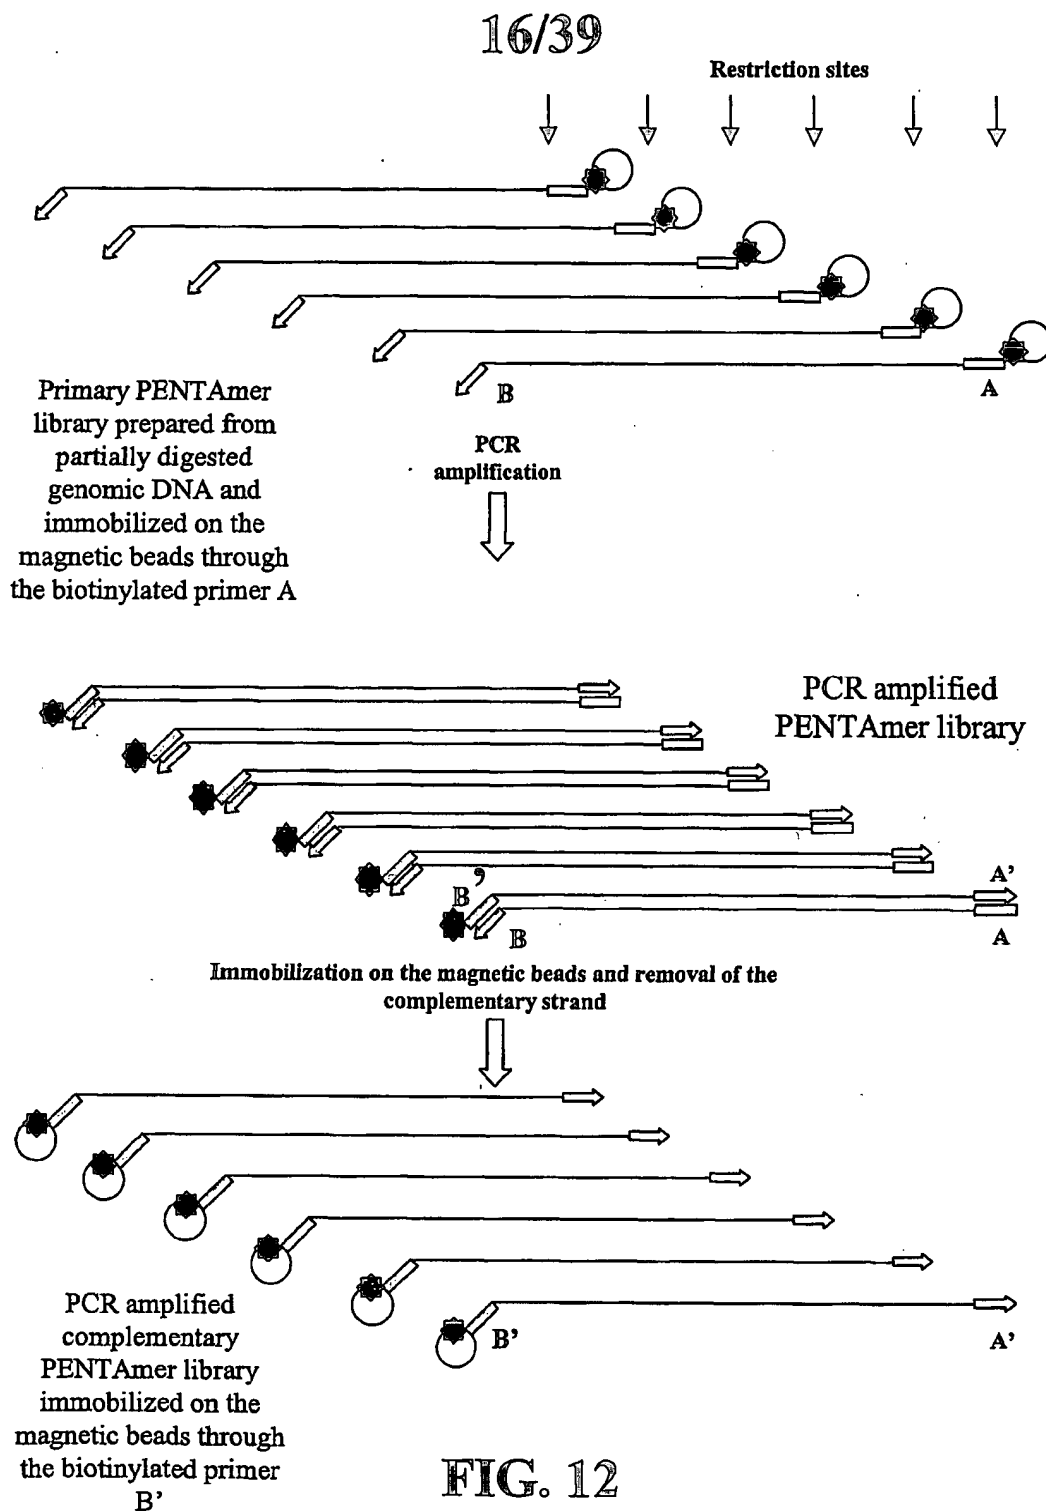 16/39
Restriction sites
B
A
Primary PENTAmer
library prepared from
partially digested
genomic DNA and
immobilized on the
magnetic beads through
the biotinylated primer A
PCR
amplification
PCR amplified
PENTAmer library
B'
A'
B
A
Immobilization on the magnetic beads and removal of the
complementary strand
B'
A'
PCR amplified
complementary
PENTAmer library
immobilized on the
magnetic beads through
the biotinylated primer
B'
FIG. 12